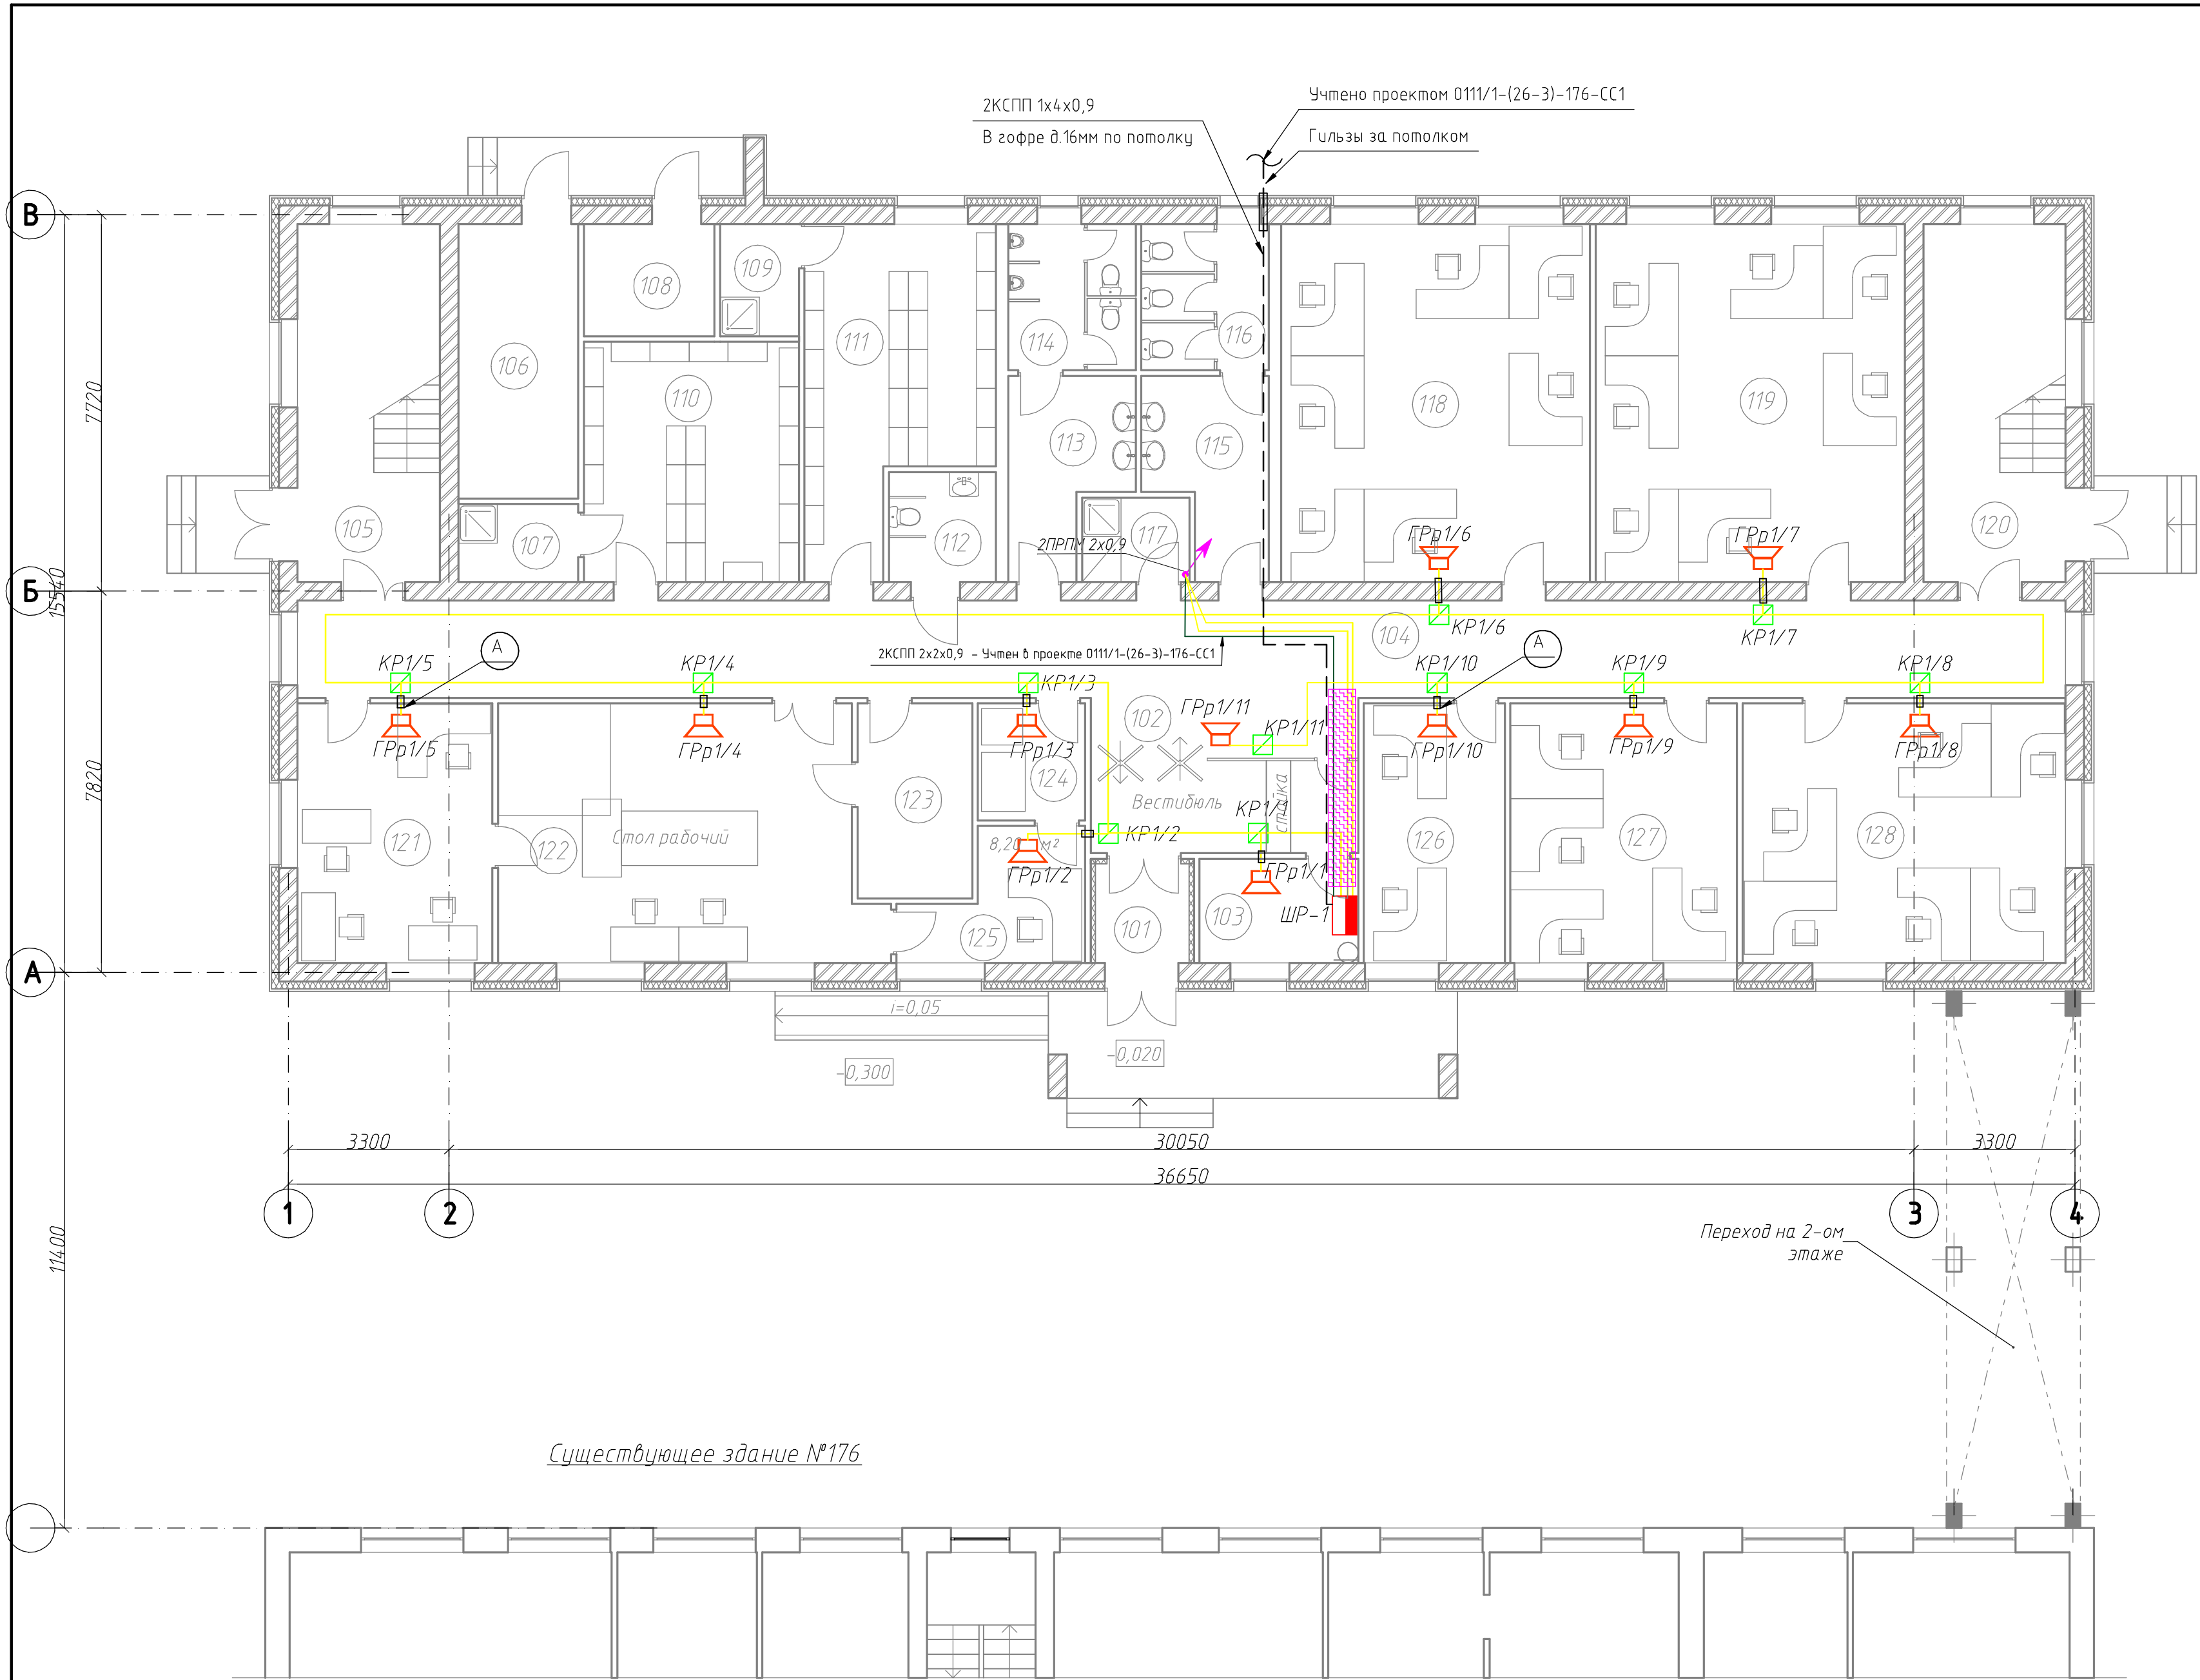 2КСПП 1х4х0,9
В гофре д.16мм по потолку
Учтено проектом 0111/1-(26-3)-176-СС1
Гильзы за потолком
В
Б
А
7720
15540
7820
11400
109
108
106
111
110
114
116
113
115
118
119
105
107
112
117
120
2ПРПМ 2х0,9
ГРр1/6
ГРр1/7
КР1/6
КР1/7
104
2КСПП 2х2х0,9 - Учтен в проекте 0111/1-(26-3)-176-СС1
А
А
КР1/5
КР1/4
КР1/3
КР1/10
КР1/9
КР1/8
102
ГРр1/11
КР1/11
ГРр1/5
ГРр1/4
ГРр1/3
ГРр1/10
ГРр1/9
ГРр1/8
124
123
Вестибюль
стойка
КР1/1
КР1/2
Стол рабочий
121
122
8,20 м²
126
127
128
ГРр1/2
ГРр1/1
ШР-1
103
101
125
i=0,05
-0,020
-0,300
3300
30050
3300
36650
1
2
3
4
Переход на 2-ом
этаже
Существующее здание №176